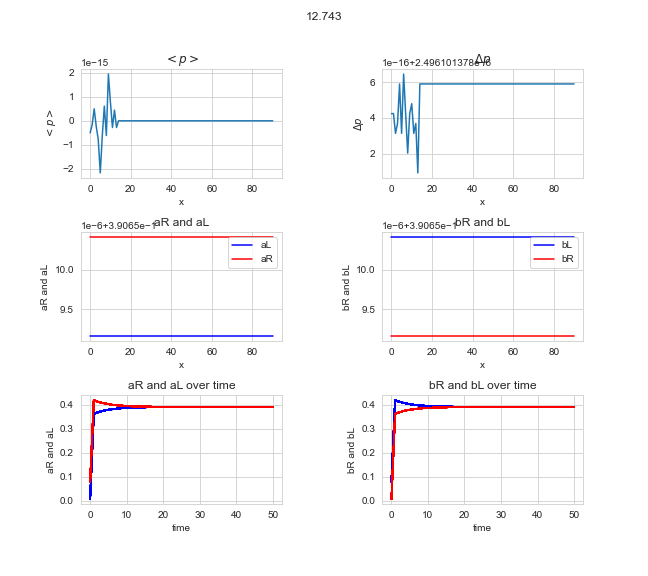 12.743
<p>
1e−15
2
1
0
−1
−2
<p>
0 20 40 60 80
x
Δp
1e−16+2.496101378e−6
6
4
2
Δp
0 20 40 60 80
x
aR and aL
1e−6+3.9065e−1
10.0
9.5
aR and aL
aL
aR
0 20 40 60 80
x
bR and bL
1e−6+3.9065e−1
10.0
9.5
bR and bL
bL
bR
0 20 40 60 80
x
aR and aL over time
0.4
0.3
0.2
0.1
0.0
aR and aL
0 10 20 30 40 50
time
bR and bL over time
0.4
0.3
0.2
0.1
0.0
bR and bL
0 10 20 30 40 50
time